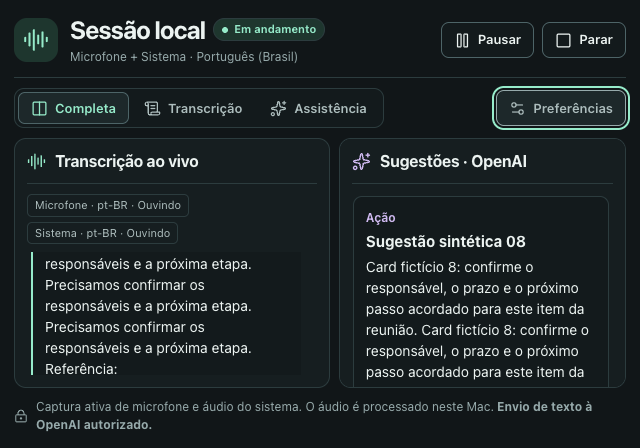 Sessão local
Em andamento
Microfone + Sistema · Português (Brasil)
Pausar
Parar
Completa
Transcrição
Assistência
Preferências
Transcrição ao vivo
Microfone · pt-BR · Ouvindo
Sistema · pt-BR · Ouvindo
responsáveis e a próxima etapa.
Precisamos confirmar os
responsáveis e a próxima etapa.
Precisamos confirmar os
responsáveis e a próxima etapa.
Referência:
Sugestões · OpenAI
Ação
Sugestão sintética 08
Card fictício 8: confirme o
responsável, o prazo e o próximo
passo acordado para este item da
reunião. Card fictício 8: confirme o
responsável, o prazo e o próximo
passo acordado para este item da
Captura ativa de microfone e áudio do sistema. O áudio é processado neste Mac. Envio de texto à
OpenAI autorizado.